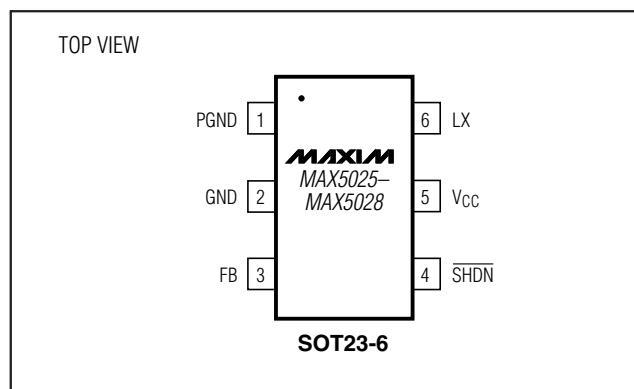 TOP VIEW
PGND 1
6 LX
MAXIM
MAX5025–
MAX5028
GND 2
5 VCC
FB 3
4 SHDN
SOT23-6